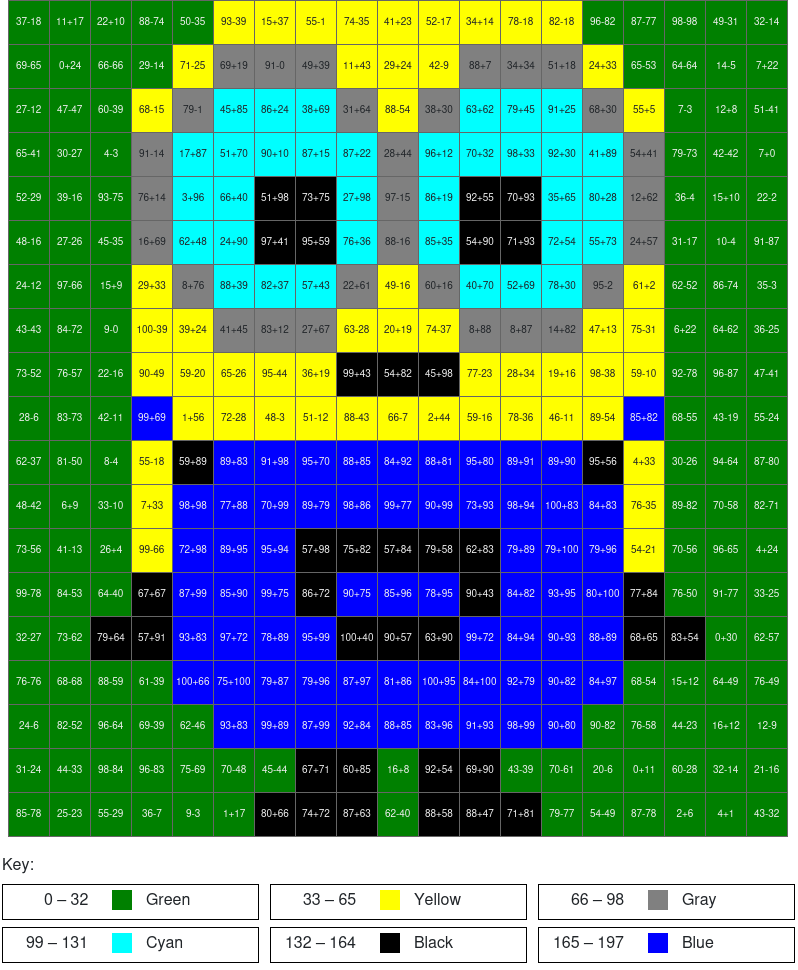 37-18 11+17 22+10 88-74 50-35 93-39 15+37 55-1 74-35 41+23 52-17 34+14 78-18 82-18 96-82 87-77 98-98 49-31 32-14
69-65 0+24 66-66 29-14 71-25 69+19 91-0 49+39 11+43 29+24 42-9 88+7 34+34 51+18 24+33 65-53 64-64 14-5 7+22
27-12 47-47 60-39 68-15 79-1 45+85 86+24 38+69 31+64 88-54 38+30 63+62 79+45 91+25 68+30 55+5 7-3 12+8 51-41
65-41 30-27 4-3 91-14 17+87 51+70 90+10 87+15 87+22 28+44 96+12 70+32 98+33 92+30 41+89 54+41 79-73 42-42 7+0
52-29 39-16 93-75 76+14 3+96 66+40 51+98 73+75 27+98 97-15 86+19 92+55 70+93 35+65 80+28 12+62 36-4 15+10 22-2
48-16 27-26 45-35 16+69 62+48 24+90 97+41 95+59 76+36 88-16 85+35 54+90 71+93 72+54 55+73 24+57 31-17 10-4 91-87
24-12 97-66 15+9 29+33 8+76 88+39 82+37 57+43 22+61 49-16 60+16 40+70 52+69 78+30 95-2 61+2 62-52 86-74 35-3
43-43 84-72 9-0 100-39 39+24 41+45 83+12 27+67 63-28 20+19 74-37 8+88 8+87 14+82 47+13 75-31 6+22 64-62 36-25
73-52 76-57 22-16 90-49 59-20 65-26 95-44 36+19 99+43 54+82 45+98 77-23 28+34 19+16 98-38 59-10 92-78 96-87 47-41
28-6 83-73 42-11 99+69 1+56 72-28 48-3 51-12 88-43 66-7 2+44 59-16 78-36 46-11 89-54 85+82 68-55 43-19 55-24
62-37 81-50 8-4 55-18 59+89 89+83 91+98 95+70 88+85 84+92 88+81 95+80 89+91 89+90 95+56 4+33 30-26 94-64 87-80
48-42 6+9 33-10 7+33 98+98 77+88 70+99 89+79 98+86 99+77 90+99 73+93 98+94 100+83 84+83 76-35 89-82 70-58 82-71
73-56 41-13 26+4 99-66 72+98 89+95 95+94 57+98 75+82 57+84 79+58 62+83 79+89 79+100 79+96 54-21 70-56 96-65 4+24
99-78 84-53 64-40 67+67 87+99 85+90 99+75 86+72 90+75 85+96 78+95 90+43 84+82 93+95 80+100 77+84 76-50 91-77 33-25
32-27 73-62 79+64 57+91 93+83 97+72 78+89 95+99 100+40 90+57 63+90 99+72 84+94 90+93 88+89 68+65 83+54 0+30 62-57
76-76 68-68 88-59 61-39 100+66 75+100 79+87 79+96 87+97 81+86 100+95 84+100 92+79 90+82 84+97 68-54 15+12 64-49 76-49
24-6 82-52 96-64 69-39 62-46 93+83 99+89 87+99 92+84 88+85 83+96 91+93 98+99 90+80 90-82 76-58 44-23 16+12 12-9
31-24 44-33 98-84 96-83 75-69 70-48 45-44 67+71 60+85 16+8 92+54 69+90 43-39 70-61 20-6 0+11 60-28 32-14 21-16
85-78 25-23 55-29 36-7 9-3 1+17 80+66 74+72 87+63 62-40 88+58 88+47 71+81 79-77 54-49 87-78 2+6 4+1 43-32
Key:
0 – 32 Green 33 – 65 Yellow 66 – 98 Gray
99 – 131 Cyan 132 – 164 Black 165 – 197 Blue